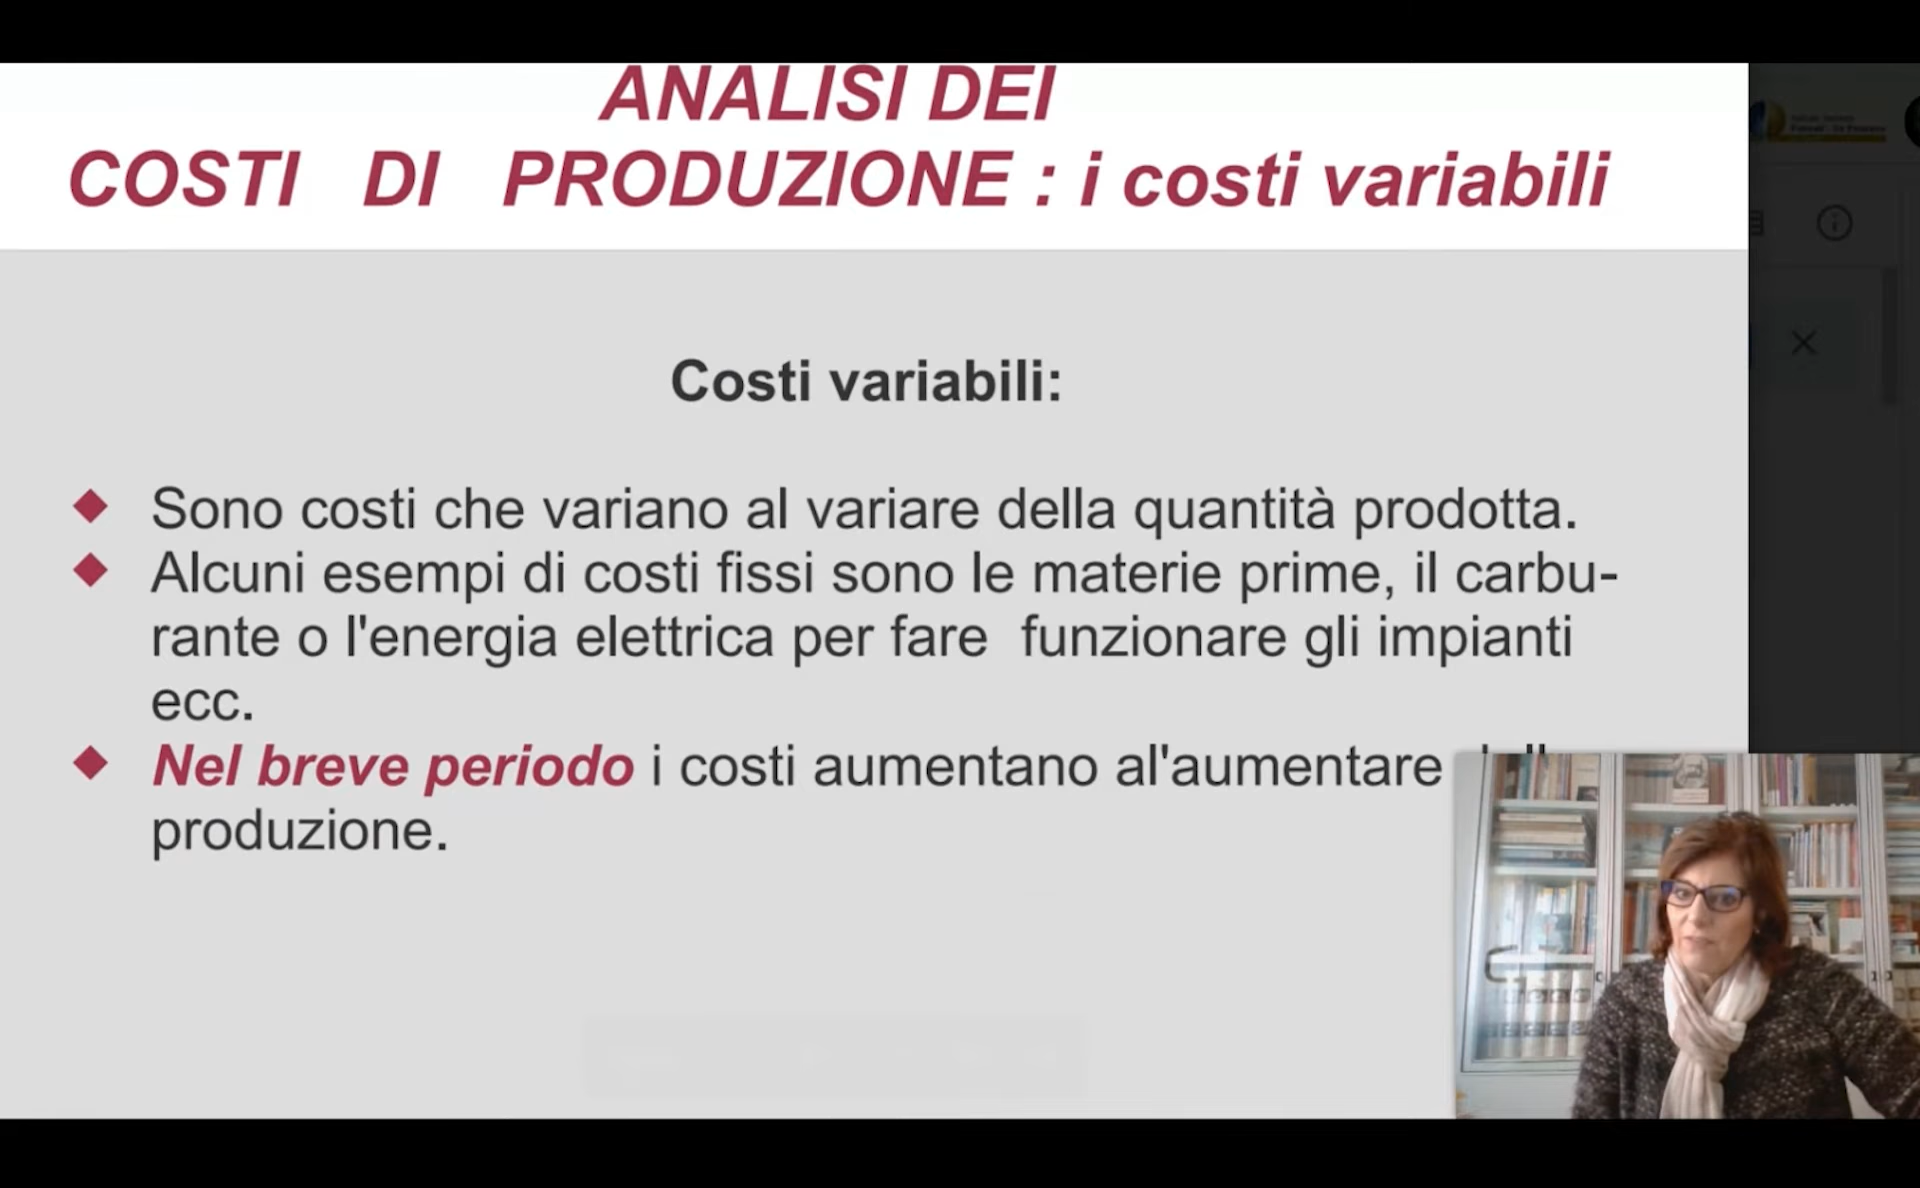 ANALISI DEI
COSTI DI PRODUZIONE : i costi variabili
Costi variabili:
Sono costi che variano al variare della quantità prodotta.
Alcuni esempi di costi fissi sono le materie prime, il carbu-
rante o l'energia elettrica per fare funzionare gli impianti
ecc.
Nel breve periodo i costi aumentano al'aumentare
produzione.